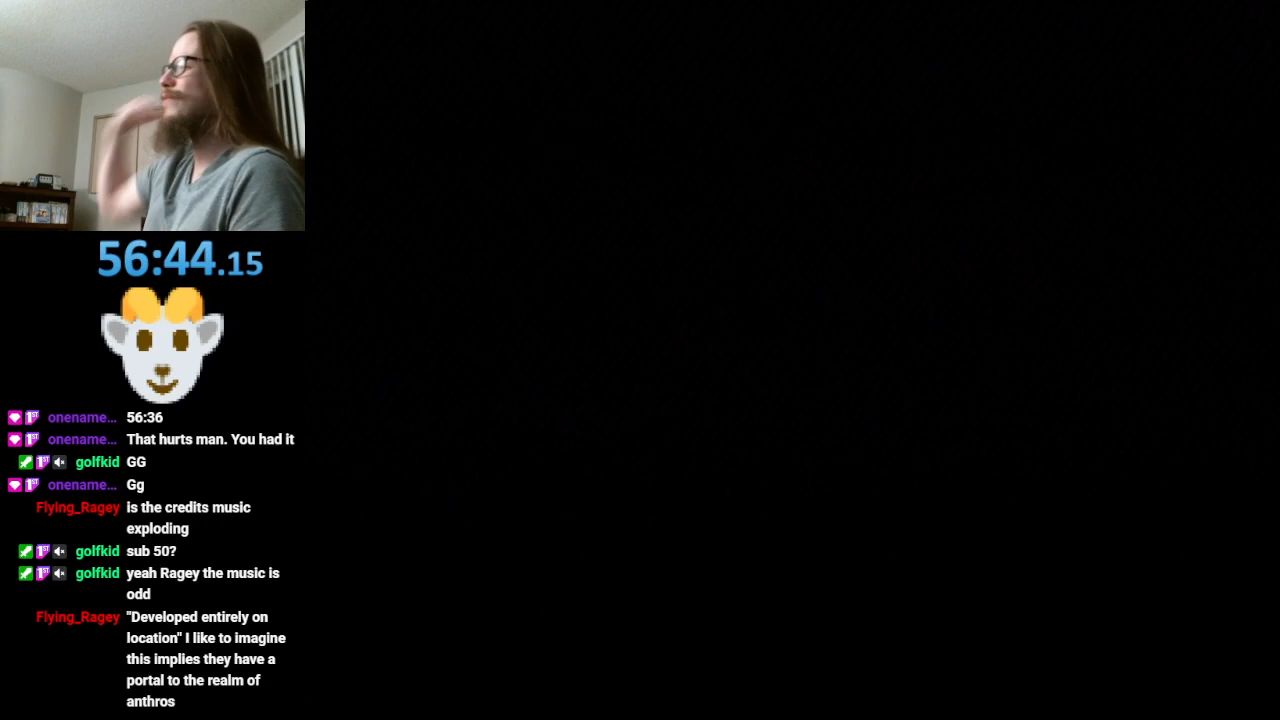 56:44.15
onename... 56:36
onename... That hurts man. You had it
golfkid GG
onename... Gg
Flying_Ragey is the credits music
exploding
golfkid sub 50?
golfkid yeah Ragey the music is
odd
Flying_Ragey "Developed entirely on
location" I like to imagine
this implies they have a
portal to the realm of
anthros